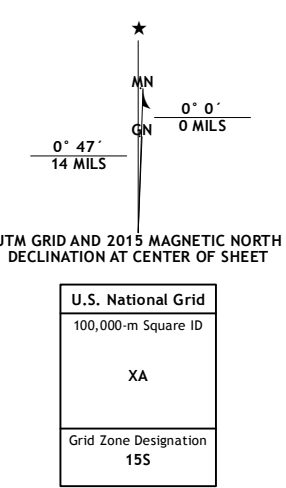 ★
MN
GN
0° 0´
0 MILS
0° 47´
14 MILS
UTM GRID AND 2015 MAGNETIC NORTH
DECLINATION AT CENTER OF SHEET
U.S. National Grid
100,000-m Square ID
XA
Grid Zone Designation
15S